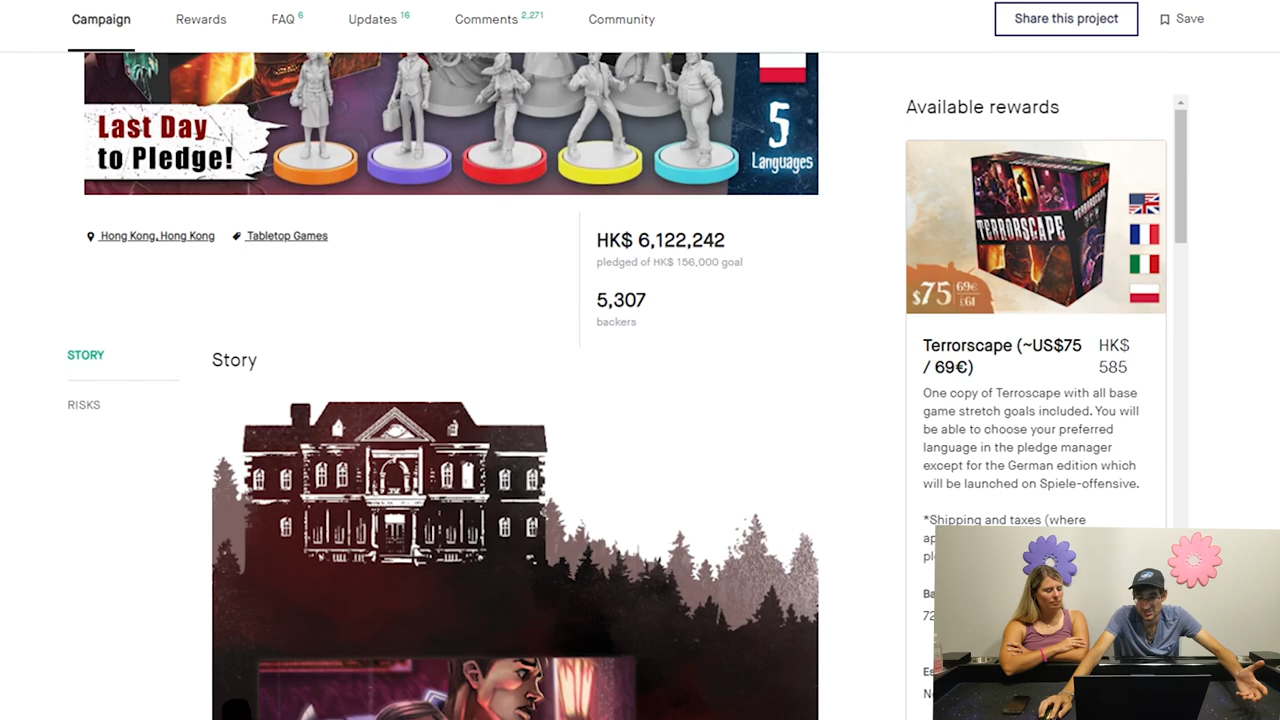 Campaign
Rewards
FAQ 6
Updates 16
Comments 2,271
Community
Share this project
Save
Last Day
to Pledge!
5
Languages
Hong Kong, Hong Kong
Tabletop Games
HK$ 6,122,242
pledged of HK$ 156,000 goal
5,307
backers
STORY
RISKS
Story
Available rewards
TERRORSCAPE
TERRORSCAPE
$75 69€
£61
Terrorscape (~US$75
/ 69€)
HK$
585
One copy of Terroscape with all base
game stretch goals included. You will
be able to choose your preferred
language in the pledge manager
except for the German edition which
will be launched on Spiele-offensive.
*Shipping and taxes (where